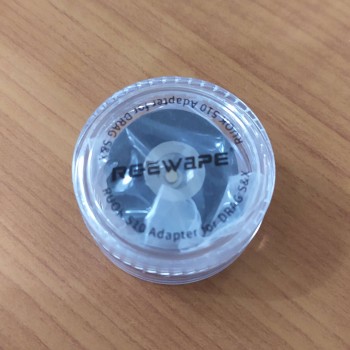 RUOK 510 Adapter for DRAG S&X
REEWAPE
RUOK 510 Adapter for DRAG S&X